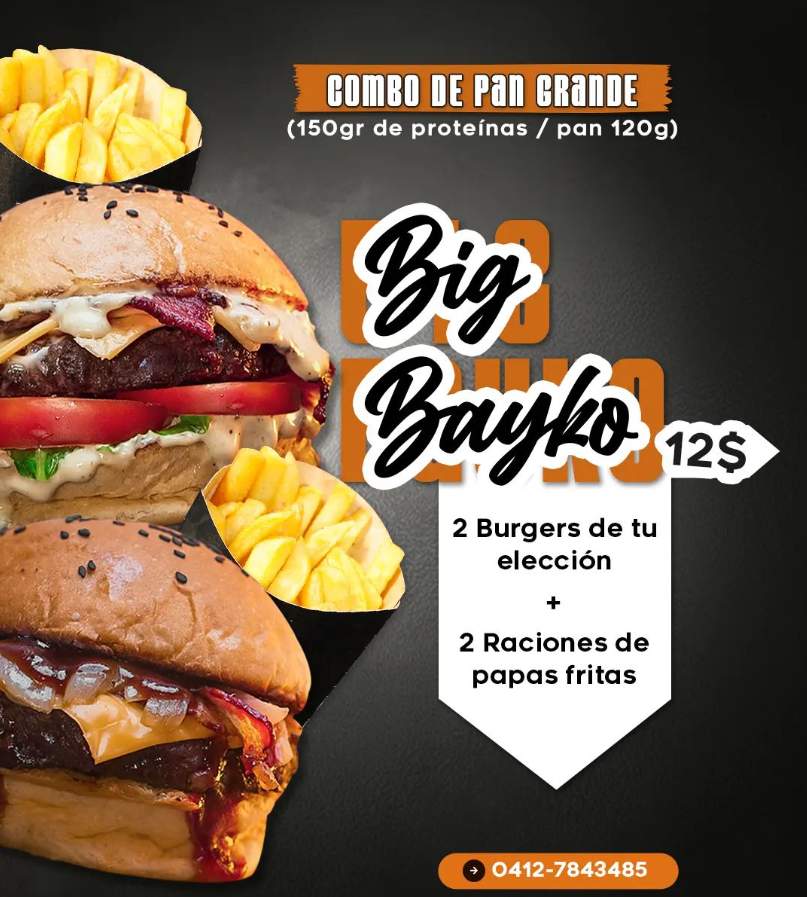 COMBO DE PAN GRANDE
(150gr de proteínas / pan 120g)
Big
Bayko
12$
2 Burgers de tu
elección
+
2 Raciones de
papas fritas
0412-7843485